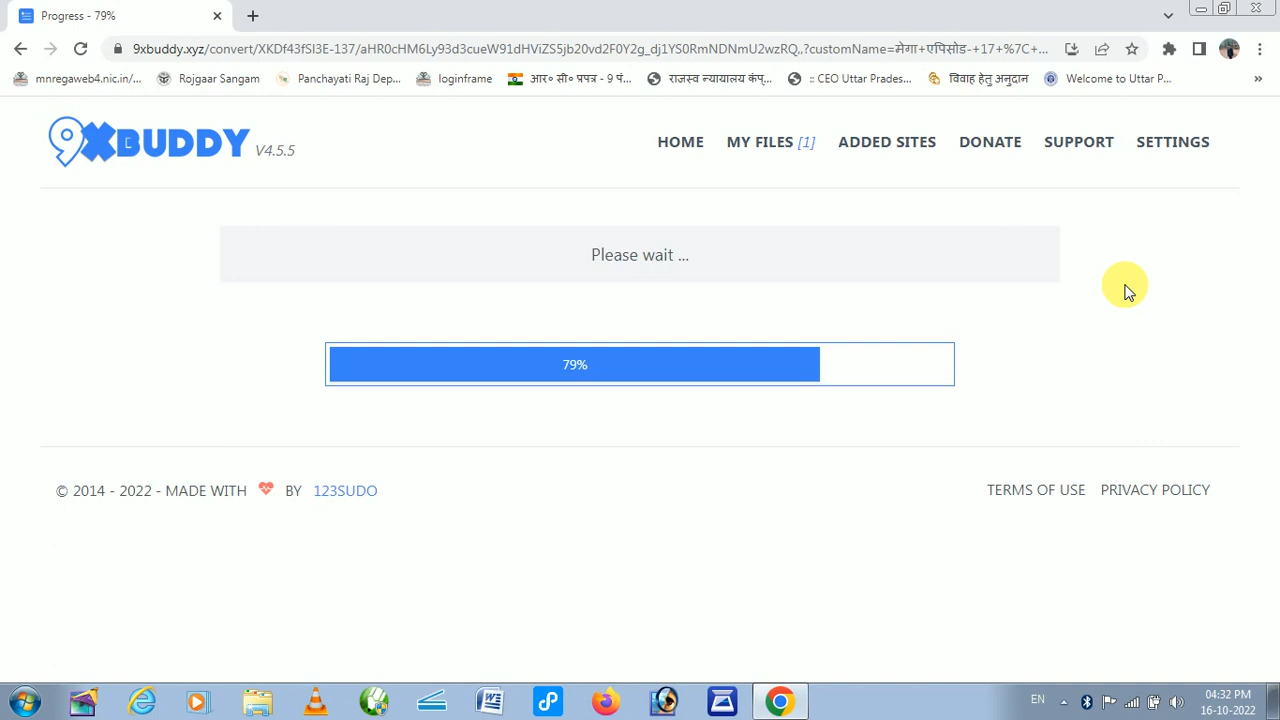 Progress - 79%
9xbuddy.xyz/convert/XKDf43fSI3E-137/aHR0cHM6Ly93d3cueW91dHViZS5jb20vd2F0Y2g_dj1YS0RmNDNmU2wzRQ,,?customName=मेगा+एपिसोड-+17+%7C+...
mnregaweb4.nic.in/... Rojgaar Sangam Panchayati Raj Dep... loginframe आर० सी० प्रपत्र - 9 पं... राजस्व न्यायालय कंप्... :: CEO Uttar Prades... विवाह हेतु अनुदान Welcome to Uttar P... »
9XBUDDY V4.5.5 HOME MY FILES [1] ADDED SITES DONATE SUPPORT SETTINGS
Please wait ...
79%
© 2014 - 2022 - MADE WITH BY 123SUDO TERMS OF USE PRIVACY POLICY
EN 04:32 PM
16-10-2022